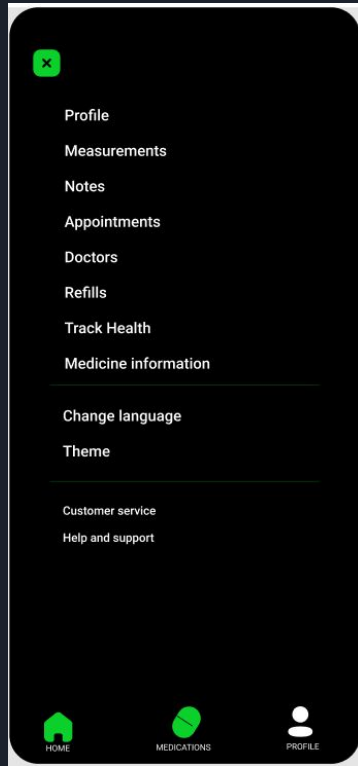 Profile
Measurements
Notes
Appointments
Doctors
Refills
Track Health
Medicine information
Change language
Theme
Customer service
Help and support
HOME
MEDICATIONS
PROFILE